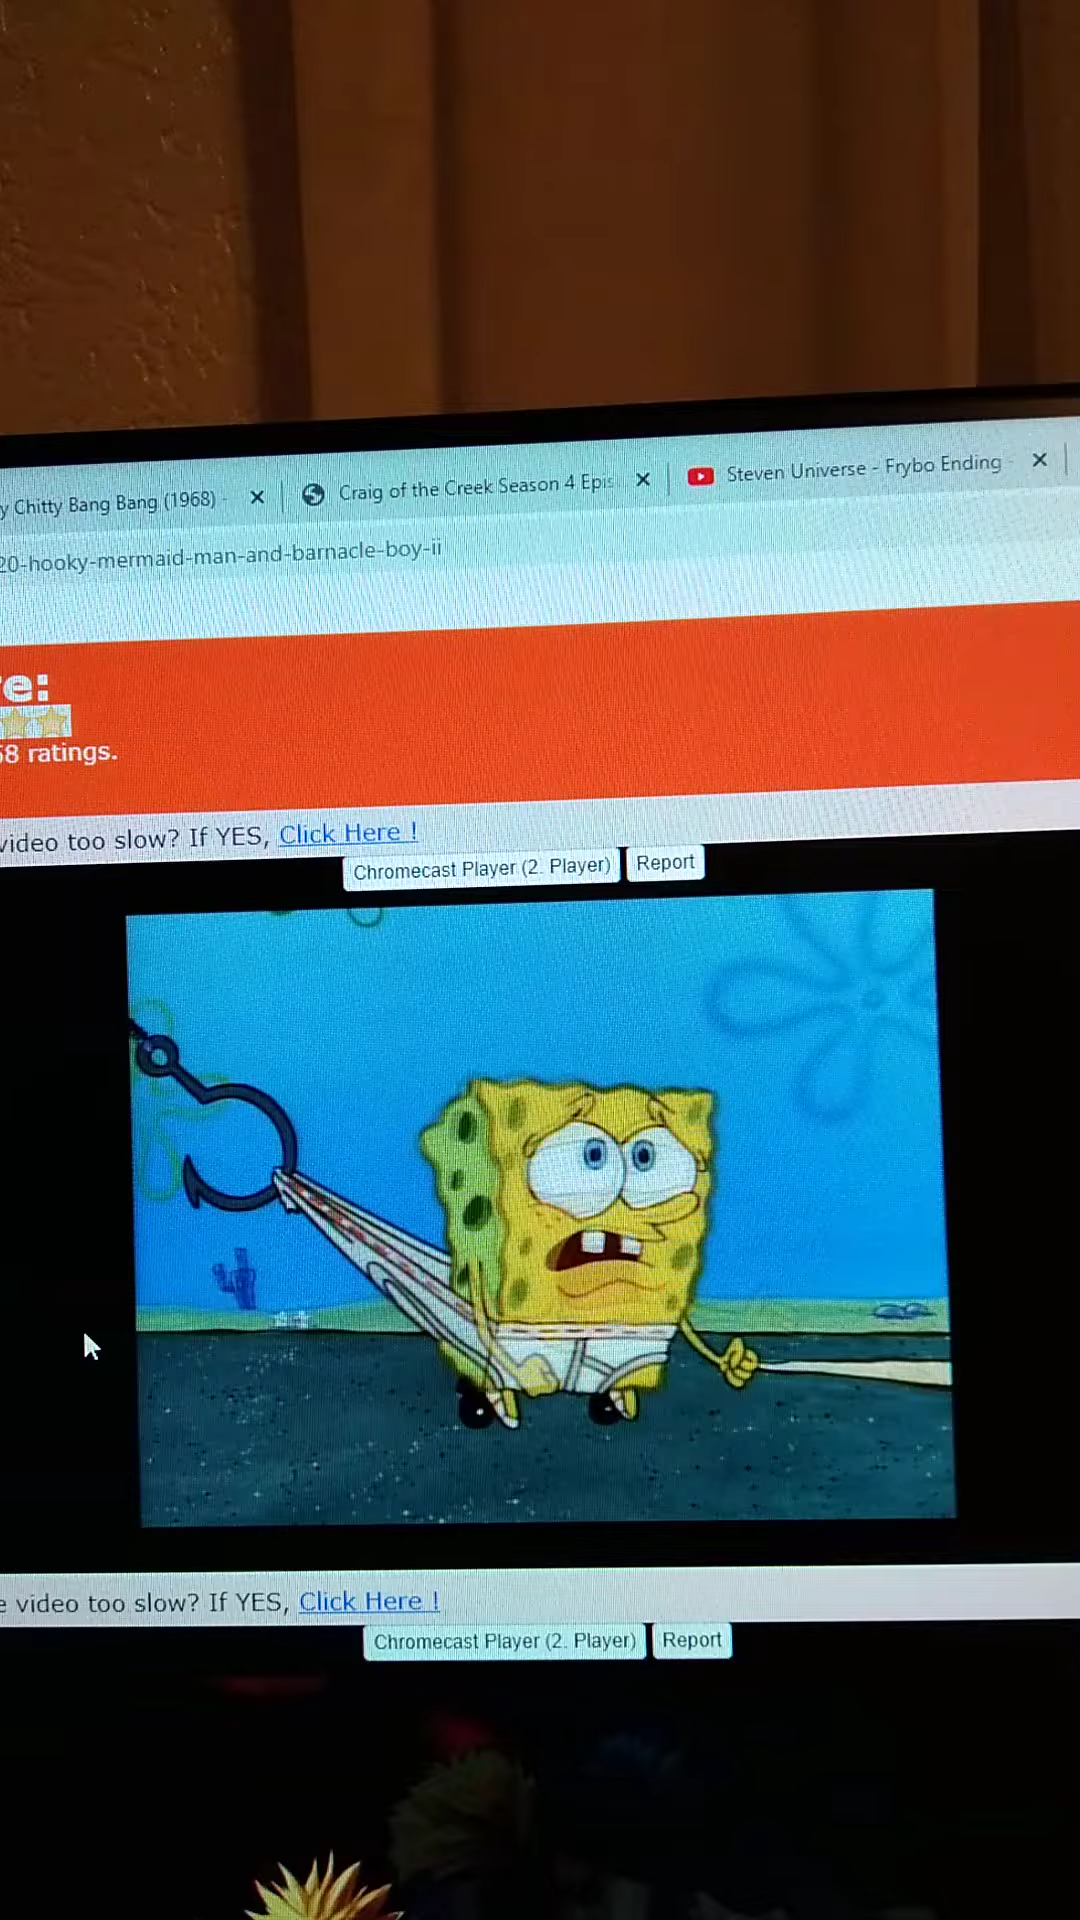 y Chitty Bang Bang (1968) -
Craig of the Creek Season 4 Epis
Steven Universe - Frybo Ending -
20-hooky-mermaid-man-and-barnacle-boy-ii
e:
58 ratings.
video too slow? If YES, Click Here !
Chromecast Player (2. Player)
Report
e video too slow? If YES, Click Here !
Chromecast Player (2. Player)
Report